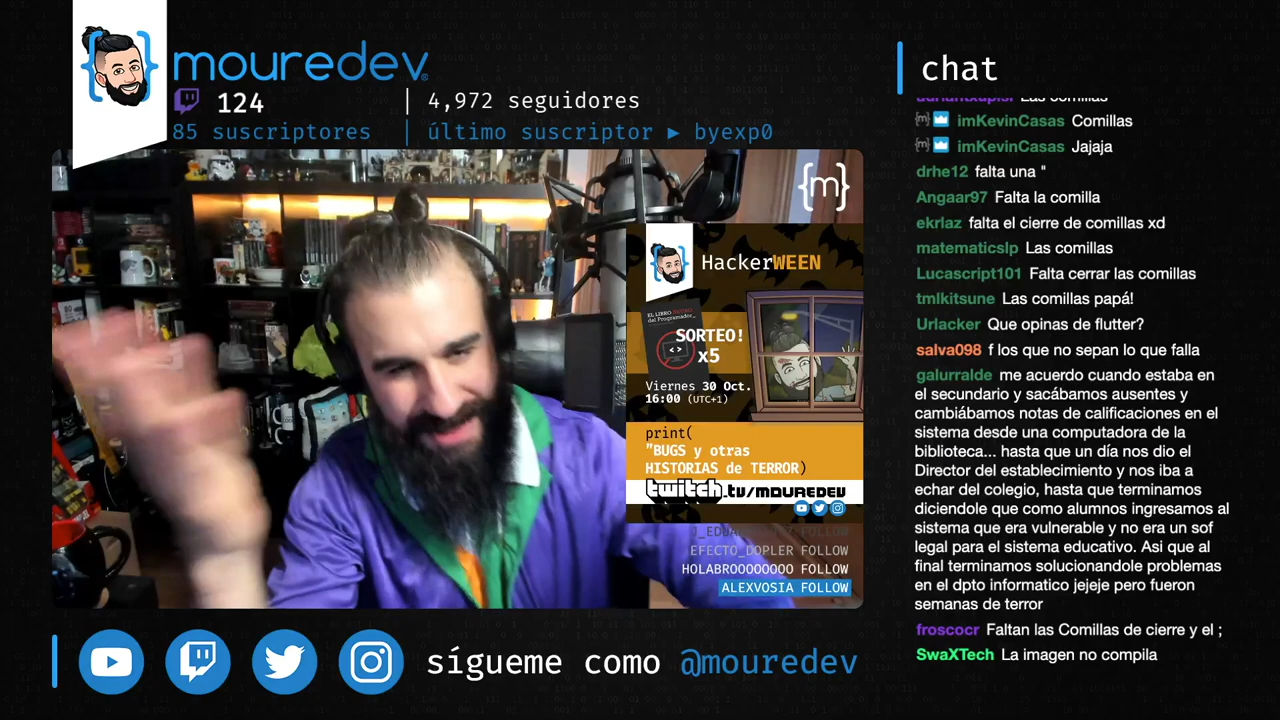 mouredev
124 | 4,972 seguidores
85 suscriptores | último suscriptor ▶ byexp0
{m}
HackerWEEN
EL LIBRO NEGRO
del Programador_
SORTEO!
x5
Viernes 30 Oct.
16:00 (UTC+1)
print(
"BUGS y otras
HISTORIAS de TERROR)
twitch.tv/MOUREDEV
EFECTO_DOPLER FOLLOW
HOLABROOOOOOOO FOLLOW
ALEXVOSIA FOLLOW
sígueme como @mouredev
chat
Las comillas
imKevinCasas Comillas
imKevinCasas Jajaja
drhe12 falta una "
Angaar97 Falta la comilla
ekrlaz falta el cierre de comillas xd
matematicslp Las comillas
Lucascript101 Falta cerrar las comillas
tmlkitsune Las comillas papá!
Urlacker Que opinas de flutter?
salva098 f los que no sepan lo que falla
galurralde me acuerdo cuando estaba en
el secundario y sacábamos ausentes y
cambiábamos notas de calificaciones en el
sistema desde una computadora de la
biblioteca... hasta que un día nos dio el
Director del establecimiento y nos iba a
echar del colegio, hasta que terminamos
diciendole que como alumnos ingresamos al
sistema que era vulnerable y no era un sof
legal para el sistema educativo. Asi que al
final terminamos solucionandole problemas
en el dpto informatico jejeje pero fueron
semanas de terror
froscocr Faltan las Comillas de cierre y el ;
SwaXTech La imagen no compila